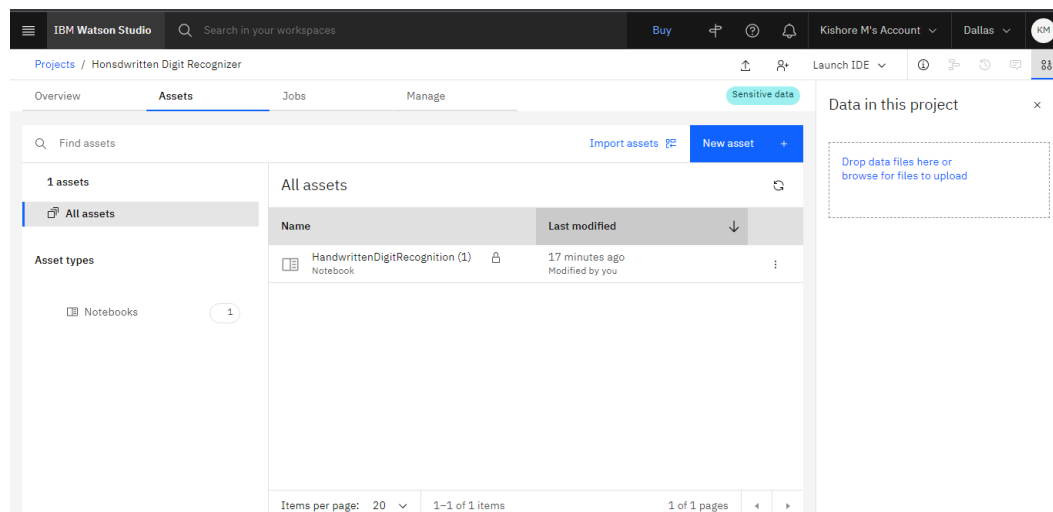 IBM Watson Studio Search in your workspaces Buy Kishore M's Account Dallas KM
Projects / Honsdwritten Digit Recognizer Launch IDE
Overview Assets Jobs Manage Sensitive data
Data in this project
Find assets Import assets New asset +
Drop data files here or
browse for files to upload
1 assets
All assets
All assets
Name Last modified
HandwrittenDigitRecognition (1) 17 minutes ago
Notebook Modified by you
Asset types
Notebooks 1
Items per page: 20 1–1 of 1 items 1 of 1 pages